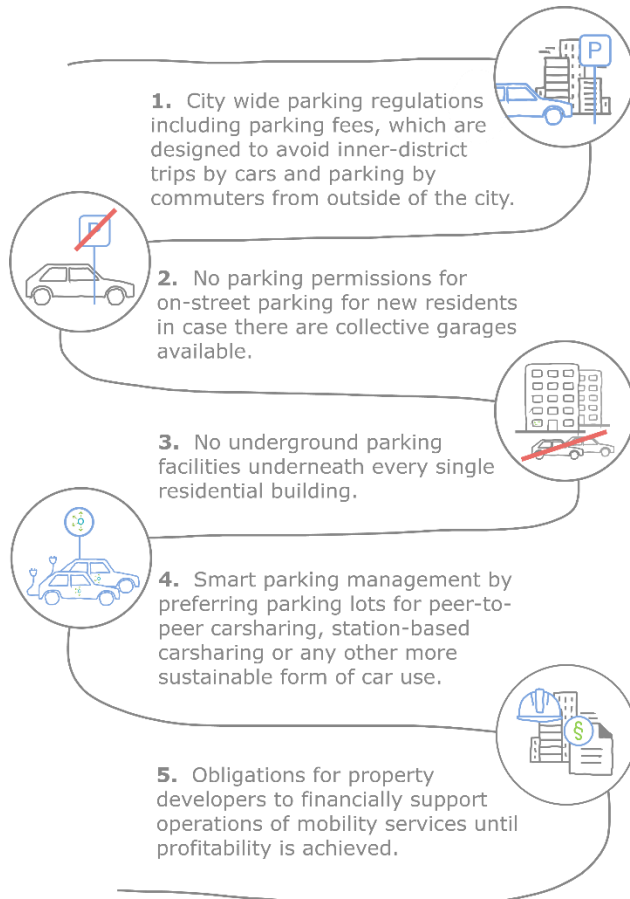 P
1. City wide parking regulations
including parking fees, which are
designed to avoid inner-district
trips by cars and parking by
commuters from outside of the city.
P
2. No parking permissions for
on-street parking for new residents
in case there are collective garages
available.
3. No underground parking
facilities underneath every single
residential building.
4. Smart parking management by
preferring parking lots for peer-to-
peer carsharing, station-based
carsharing or any other more
sustainable form of car use.
§
5. Obligations for property
developers to financially support
operations of mobility services until
profitability is achieved.